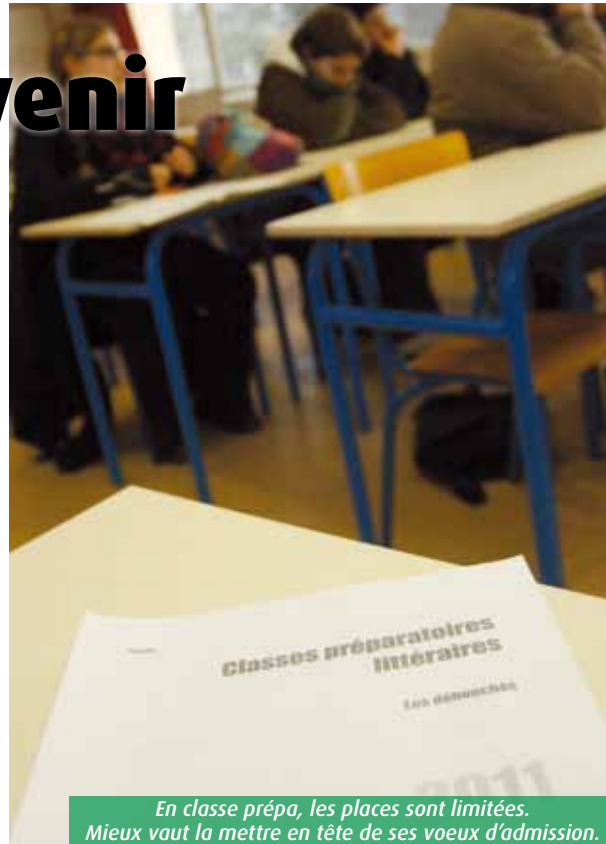 venir
Classes préparatoires
littéraires
Les débouchés
2011
En classe prépa, les places sont limitées.
Mieux vaut la mettre en tête de ses voeux d'admission.